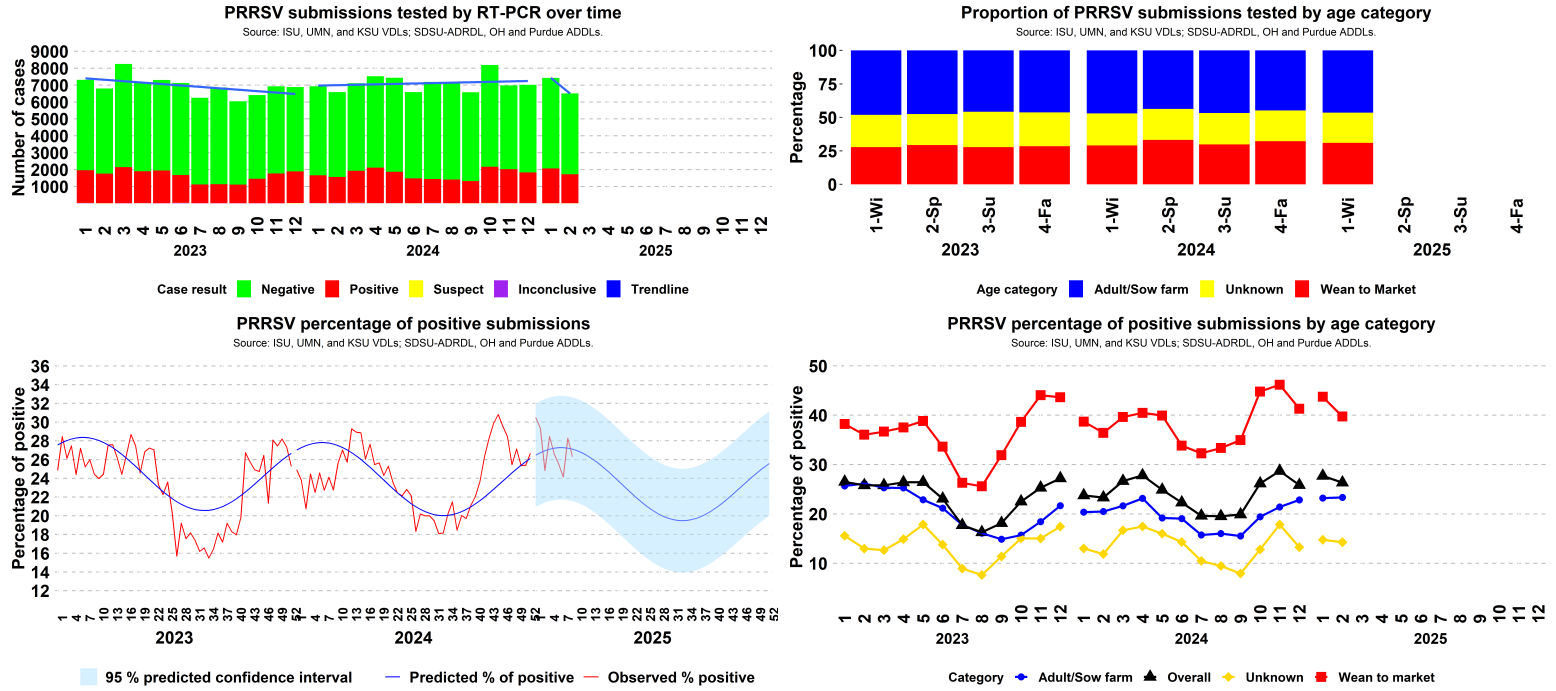 PRRSV submissions tested by RT-PCR over time
Source: ISU, UMN, and KSU VDLs; SDSU-ADRDL, OH and Purdue ADDLs.
Number of cases
9000
8000
7000
6000
5000
4000
3000
2000
1000
1 2 3 4 5 6 7 8 9 10 11 12 1 2 3 4 5 6 7 8 9 10 11 12 1 2 3 4 5 6 7 8 9 10 11 12
2023 2024 2025
Case result Negative Positive Suspect Inconclusive Trendline
Proportion of PRRSV submissions tested by age category
Source: ISU, UMN, and KSU VDLs; SDSU-ADRDL, OH and Purdue ADDLs.
Percentage
100
75
50
25
0
1-Wi 2-Sp 3-Su 4-Fa 1-Wi 2-Sp 3-Su 4-Fa 1-Wi 2-Sp 3-Su 4-Fa
2023 2024 2025
Age category Adult/Sow farm Unknown Wean to Market
PRRSV percentage of positive submissions
Source: ISU, UMN, and KSU VDLs; SDSU-ADRDL, OH and Purdue ADDLs.
Percentage of positive
36
34
32
30
28
26
24
22
20
18
16
14
12
1 4 7 10 13 16 19 22 25 28 31 34 37 40 43 46 49 52 1 4 7 10 13 16 19 22 25 28 31 34 37 40 43 46 49 52 1 4 7 10 13 16 19 22 25 28 31 34 37 40 43 46 49 52
2023 2024 2025
95 % predicted confidence interval Predicted % of positive Observed % positive
PRRSV percentage of positive submissions by age category
Source: ISU, UMN, and KSU VDLs; SDSU-ADRDL, OH and Purdue ADDLs.
Percentage of positive
50
40
30
20
10
1 2 3 4 5 6 7 8 9 10 11 12 1 2 3 4 5 6 7 8 9 10 11 12 1 2 3 4 5 6 7 8 9 10 11 12
2023 2024 2025
Category Adult/Sow farm Overall Unknown Wean to market